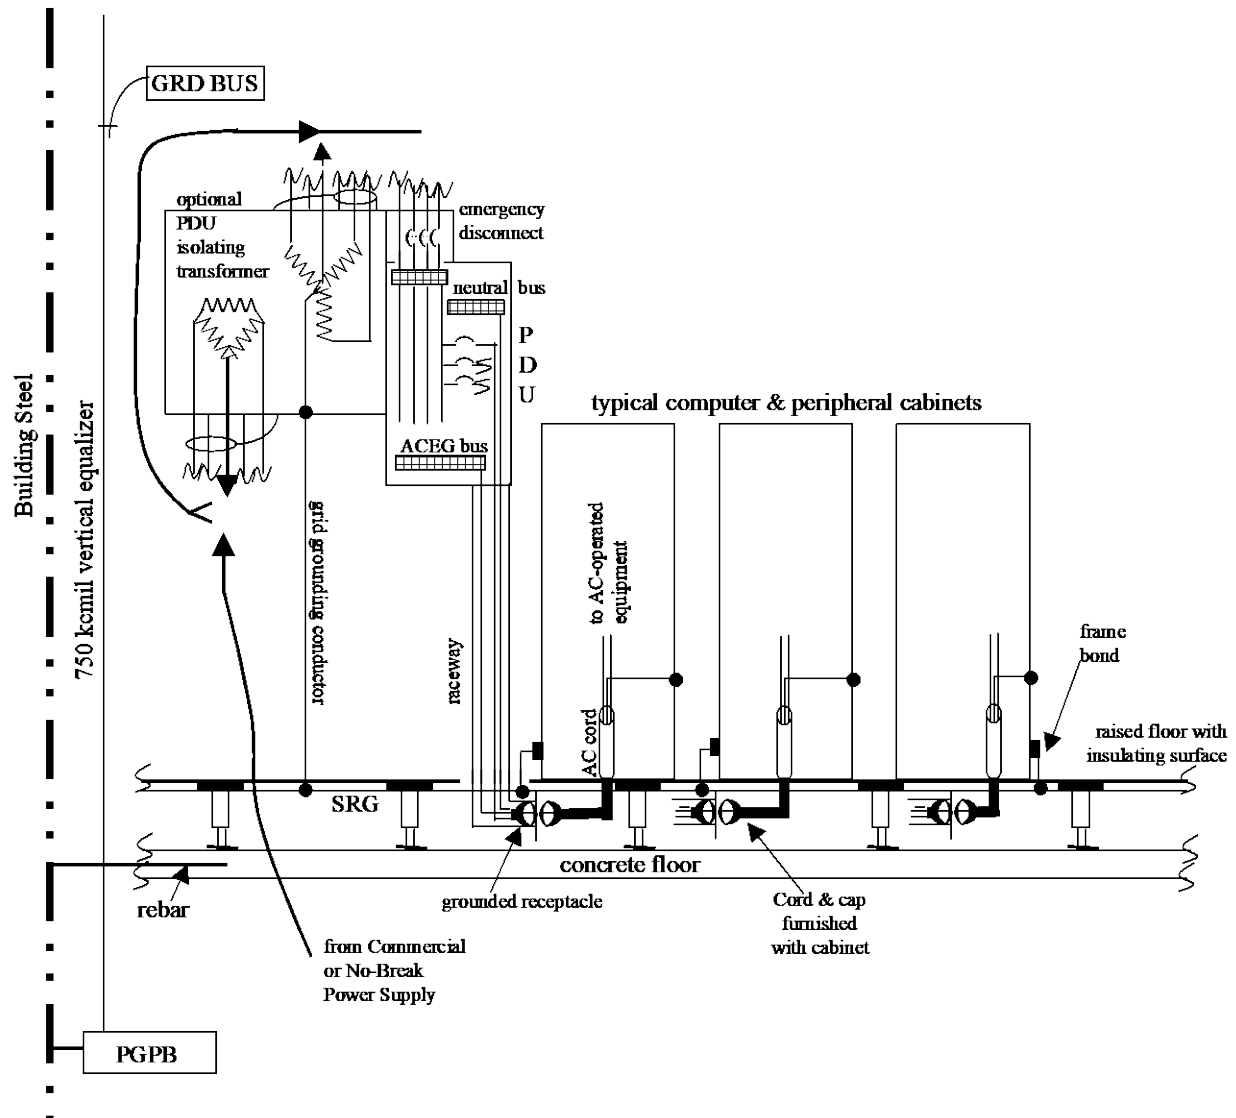 GRD BUS
optional
PDU
isolating
transformer
emergency
disconnect
neutral bus
P
D
U
ACEG bus
typical computer & peripheral cabinets
Building Steel
750 kcmil vertical equalizer
grid grounding conductor
raceway
AC cord
to AC-operated
equipment
frame
bond
raised floor with
insulating surface
SRG
concrete floor
rebar
grounded receptacle
Cord & cap
furnished
with cabinet
from Commercial
or No-Break
Power Supply
PGPB